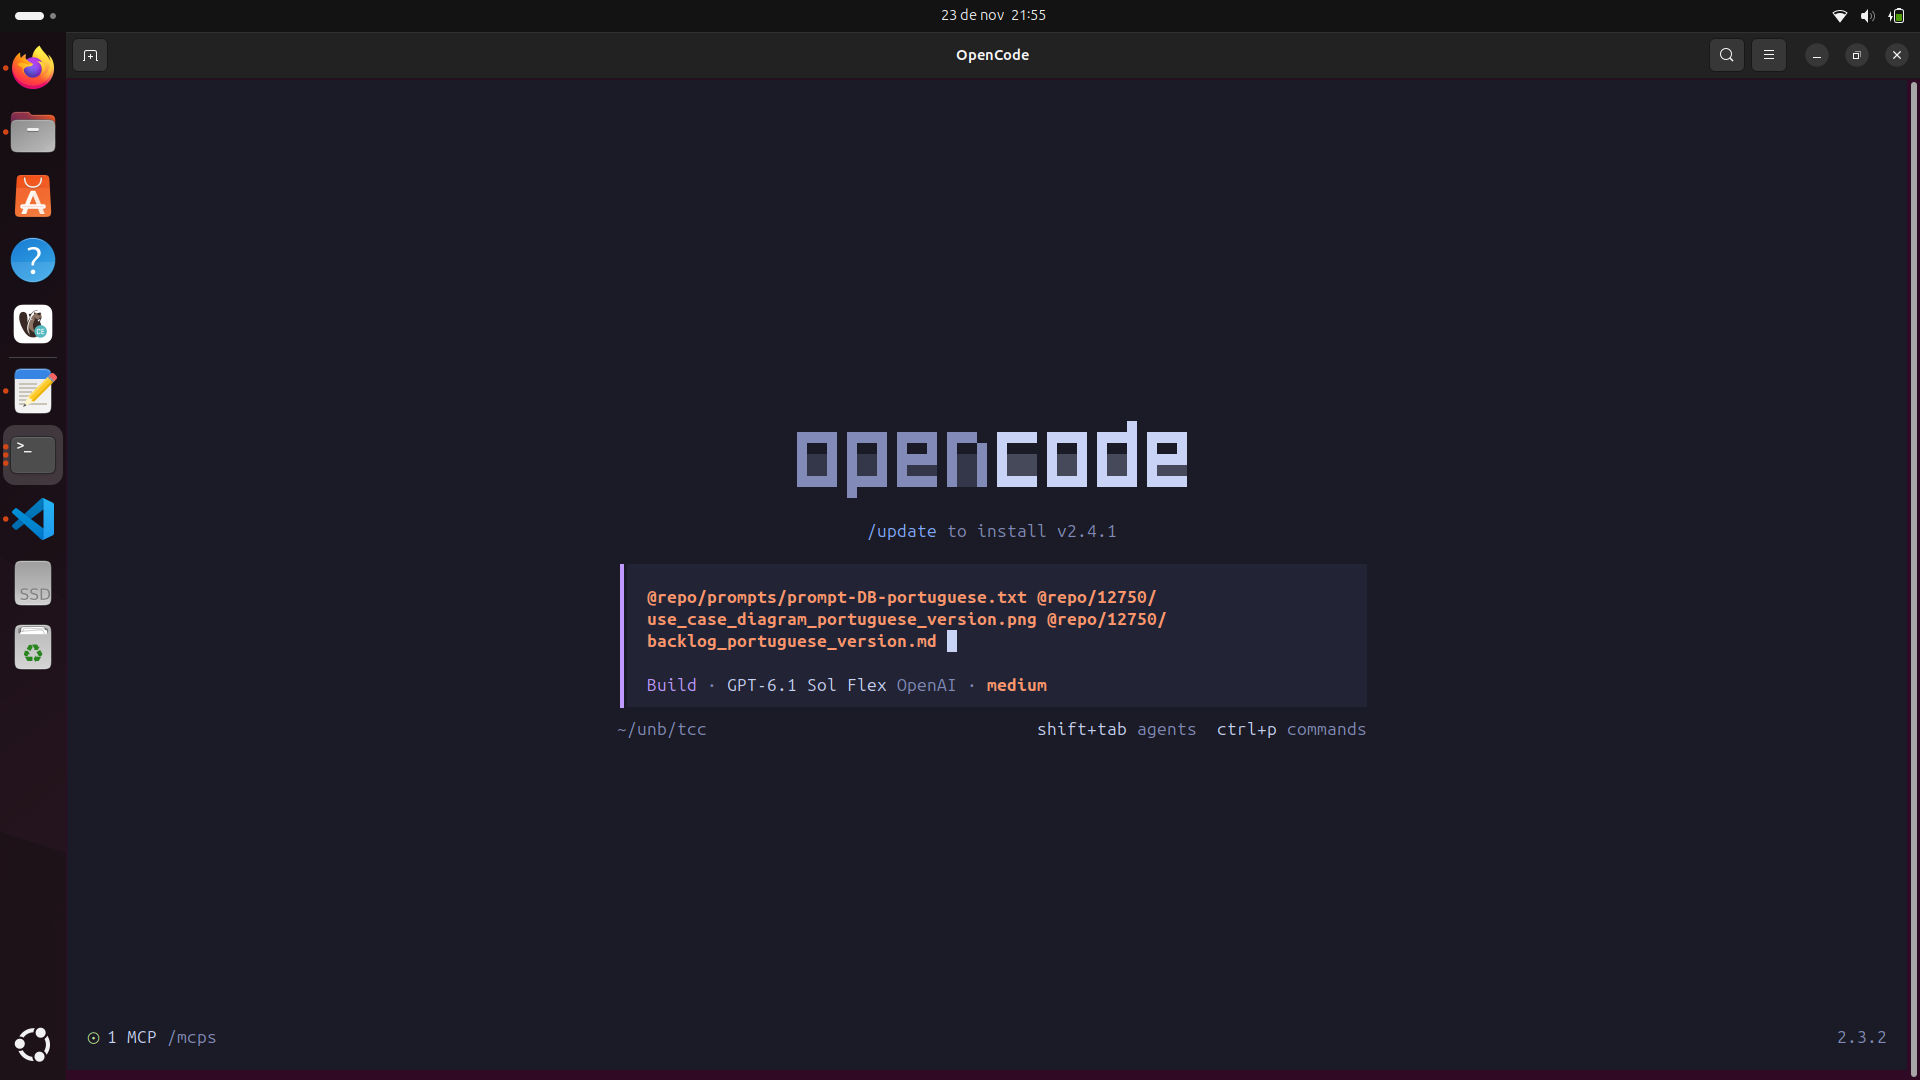 23 de nov 21:55
OpenCode
opencode
/update to install v2.4.1
@repo/prompts/prompt-DB-portuguese.txt @repo/12750/
use_case_diagram_portuguese_version.png @repo/12750/
backlog_portuguese_version.md
Build · GPT-6.1 Sol Flex OpenAI · medium
~/unb/tcc shift+tab agents ctrl+p commands
SSD
1 MCP /mcps
2.3.2